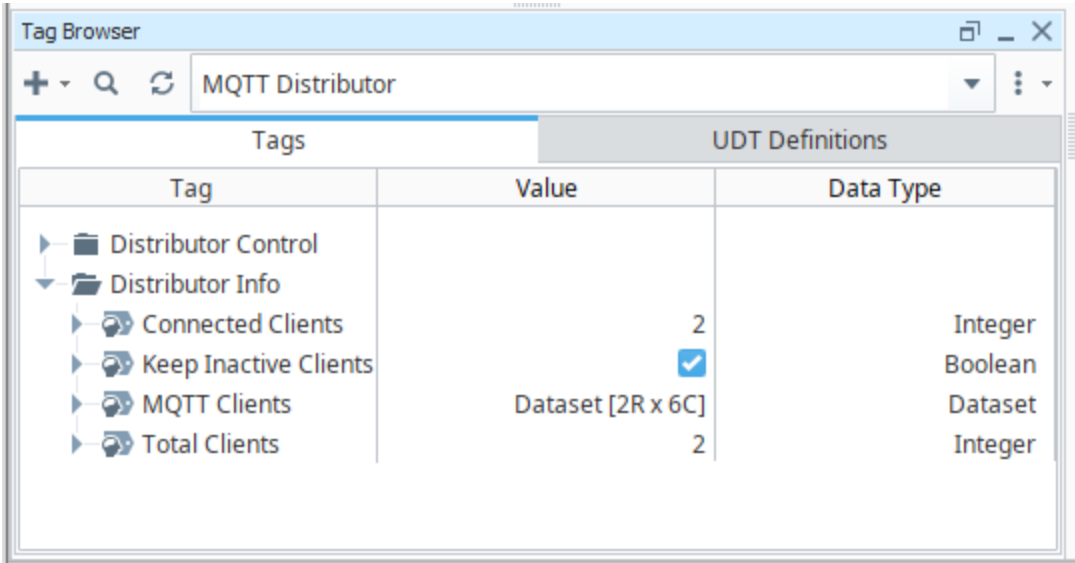 Tag Browser
MQTT Distributor
Tags UDT Definitions
Tag Value Data Type
Distributor Control
Distributor Info
Connected Clients 2 Integer
Keep Inactive Clients Boolean
MQTT Clients Dataset [2R x 6C] Dataset
Total Clients 2 Integer